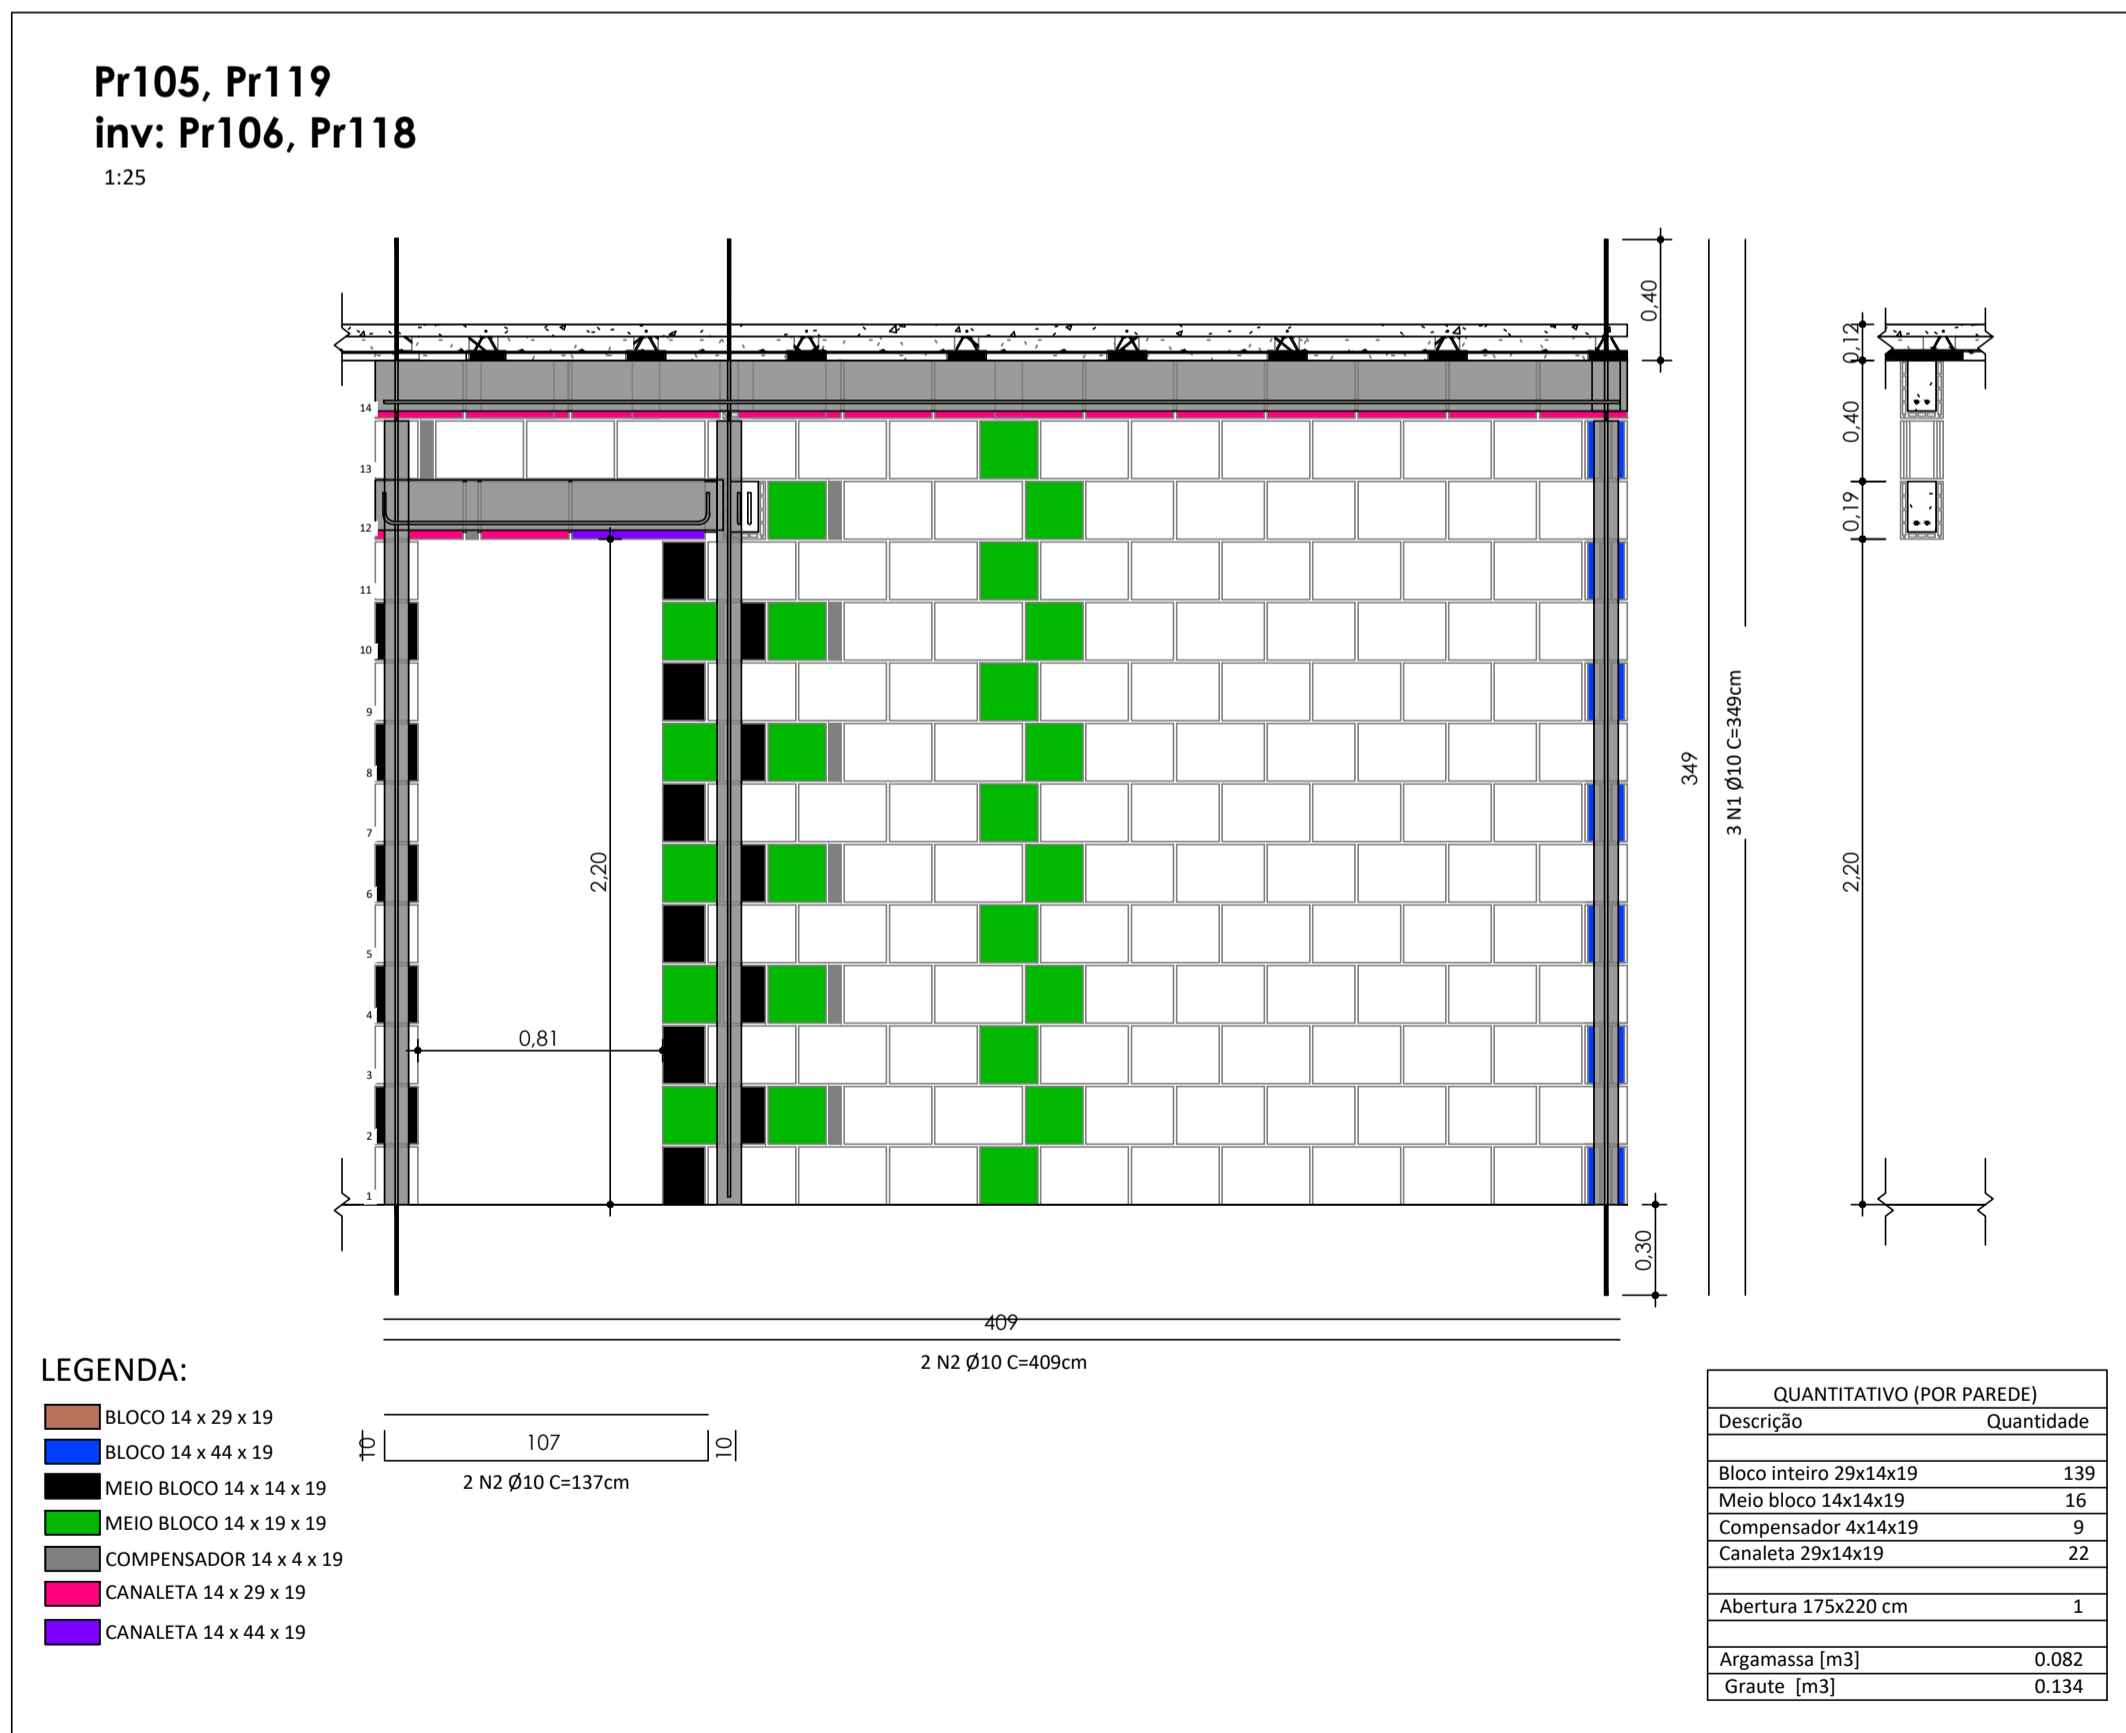 Pr105, Pr119
inv: Pr106, Pr118
1:25
0,40
14
13
12
11
10
9
8
7
6
5
4
3
2
1
2,20
0,81
349
3 N1 Ø10 C=349cm
0,30
0,12
0,40
0,19
2,20
409
2 N2 Ø10 C=409cm
10
107
10
2 N2 Ø10 C=137cm
LEGENDA:
BLOCO 14 x 29 x 19
BLOCO 14 x 44 x 19
MEIO BLOCO 14 x 14 x 19
MEIO BLOCO 14 x 19 x 19
COMPENSADOR 14 x 4 x 19
CANALETA 14 x 29 x 19
CANALETA 14 x 44 x 19
QUANTITATIVO (POR PAREDE)
Descrição Quantidade
Bloco inteiro 29x14x19 139
Meio bloco 14x14x19 16
Compensador 4x14x19 9
Canaleta 29x14x19 22
Abertura 175x220 cm 1
Argamassa [m3] 0.082
Graute [m3] 0.134